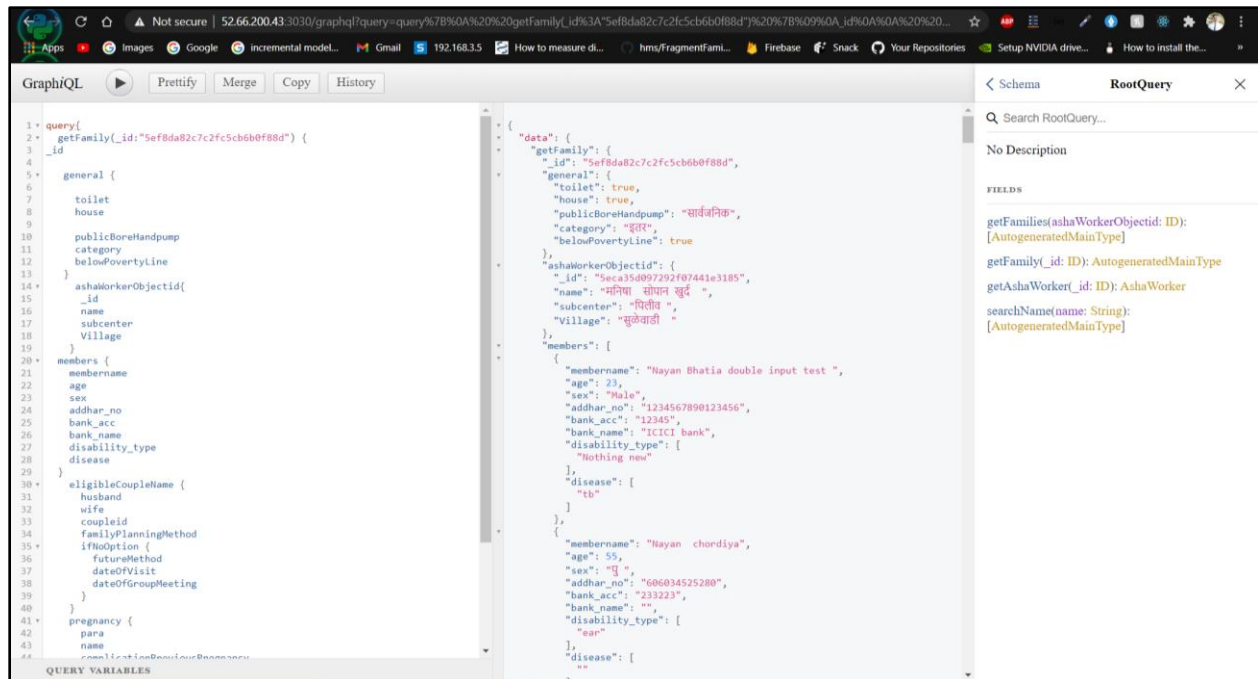 Not secure | 52.66.200.43:3030/graphql?query=query%7B%0A%20%20getFamily(_id%3A"5ef8da82c7c2fc5cb6b0f88d")%20%7B%09%0A_id%0A%0A%20%20...
Apps Images Google incremental model... Gmail 192.168.3.5 How to measure di... hms/FragmentFami... Firebase Snack Your Repositories Setup NVIDIA drive... How to install the... »
GraphiQL Prettify Merge Copy History
1 query{
2 getFamily(_id:"5ef8da82c7c2fc5cb6b0f88d") {
3 _id
4
5 general {
6
7 toilet
8 house
9
10 publicBoreHandpump
11 category
12 belowPovertyLine
13 }
14 ashaWorkerObjectid{
15 _id
16 name
17 subcenter
18 Village
19 }
20 members {
21 membername
22 age
23 sex
24 addhar_no
25 bank_acc
26 bank_name
27 disability_type
28 disease
29 }
30 eligibleCoupleName {
31 husband
32 wife
33 coupleid
34 familyPlanningMethod
35 ifNoOption {
36 futureMethod
37 dateOfVisit
38 dateOfGroupMeeting
39 }
40 }
41 pregnancy {
42 para
43 name
QUERY VARIABLES
{
"data": {
"getFamily": {
"_id": "5ef8da82c7c2fc5cb6b0f88d",
"general": {
"toilet": true,
"house": true,
"publicBoreHandpump": "सार्वजनिक",
"category": "इतर",
"belowPovertyLine": true
},
"ashaWorkerObjectid": {
"_id": "5eca35d097292f07441e3185",
"name": "मनिषा सोपान खुर्द ",
"subcenter": "पिलीव ",
"Village": "सुळेवाडी "
},
"members": [
{
"membername": "Nayan Bhatia double input test ",
"age": 23,
"sex": "Male",
"addhar_no": "1234567890123456",
"bank_acc": "12345",
"bank_name": "ICICI bank",
"disability_type": [
"Nothing new"
],
"disease": [
"tb"
]
},
{
"membername": "Nayan chordiya",
"age": 55,
"sex": "पु ",
"addhar_no": "606034525280",
"bank_acc": "233223",
"bank_name": "",
"disability_type": [
"ear"
],
"disease": [
""
Schema RootQuery
Search RootQuery...
No Description
FIELDS
getFamilies(ashaWorkerObjectid: ID):
[AutogeneratedMainType]
getFamily(_id: ID): AutogeneratedMainType
getAshaWorker(_id: ID): AshaWorker
searchName(name: String):
[AutogeneratedMainType]